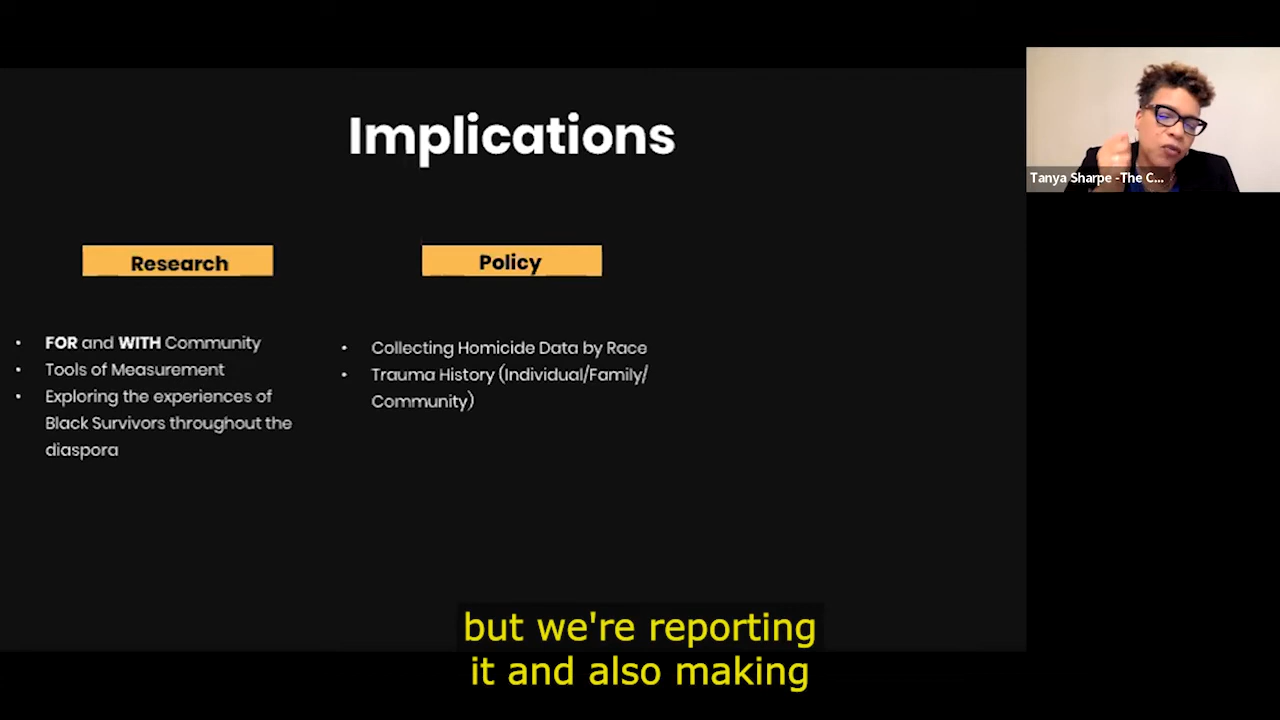 Implications
Research
• FOR and WITH Community
• Tools of Measurement
• Exploring the experiences of
Black Survivors throughout the
diaspora
Policy
• Collecting Homicide Data by Race
• Trauma History (Individual/Family/
Community)
Tanya Sharpe -The C...
but we're reporting
it and also making